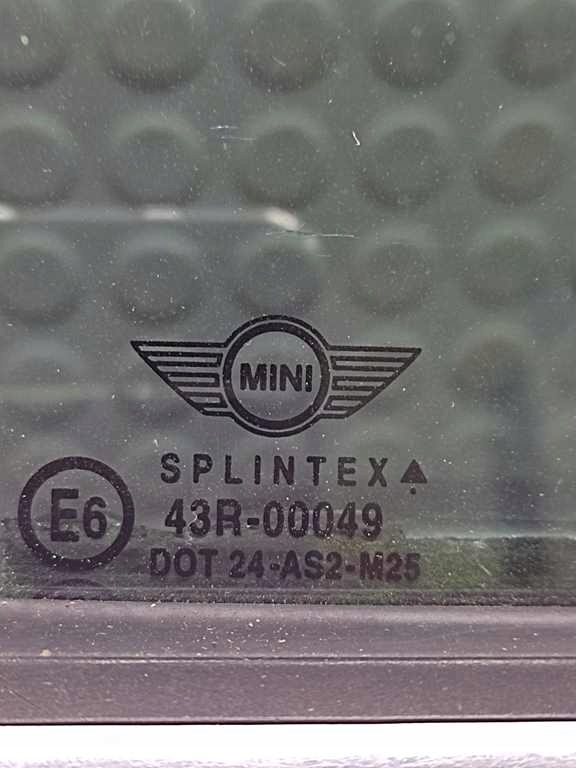 MINI
SPLINTEX
E6
43R-00049
DOT 24-AS2-M25